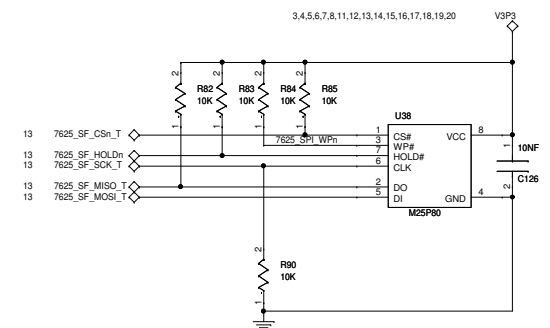 3,4,5,6,7,8,11,12,13,14,15,16,17,18,19,20 V3P3
2 2 2 2
R82 R83 R84 R85
10K 10K 10K 10K
1 1 1 1
U38
13 7625_SF_CSn_T 1 CS# VCC 8
7625_SPI_WPn 3 WP#
13 7625_SF_HOLDn 7 HOLD#
13 7625_SF_SCK_T 6 CLK
1 10NF
2 C126
13 7625_SF_MISO_T 2 DO
13 7625_SF_MOSI_T 5 DI GND 4
M25P80
2
R90
10K
1